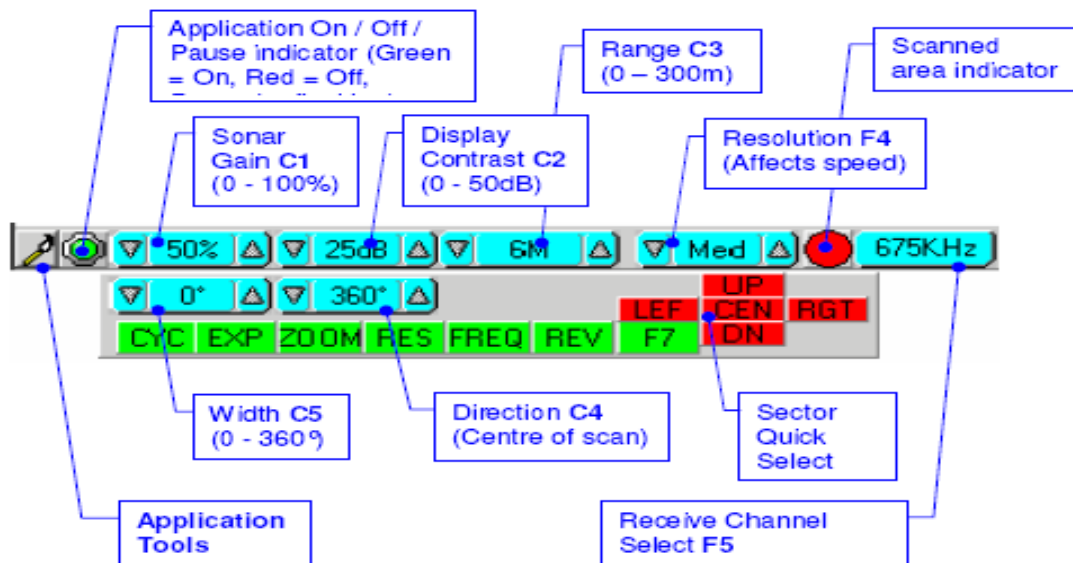 Application On / Off /
Pause indicator (Green
= On, Red = Off,
Range C3
(0 – 300m)
Scanned
area indicator
Sonar
Gain C1
(0 - 100%)
Display
Contrast C2
(0 - 50dB)
Resolution F4
(Affects speed)
50% 25dB 6M Med 675KHz
0° 360° UP
LEF CEN RGT
CYC EXP ZOOM RES FREQ REV F7 DN
Width C5
(0 - 360º)
Direction C4
(Centre of scan)
Sector
Quick
Select
Application
Tools
Receive Channel
Select F5